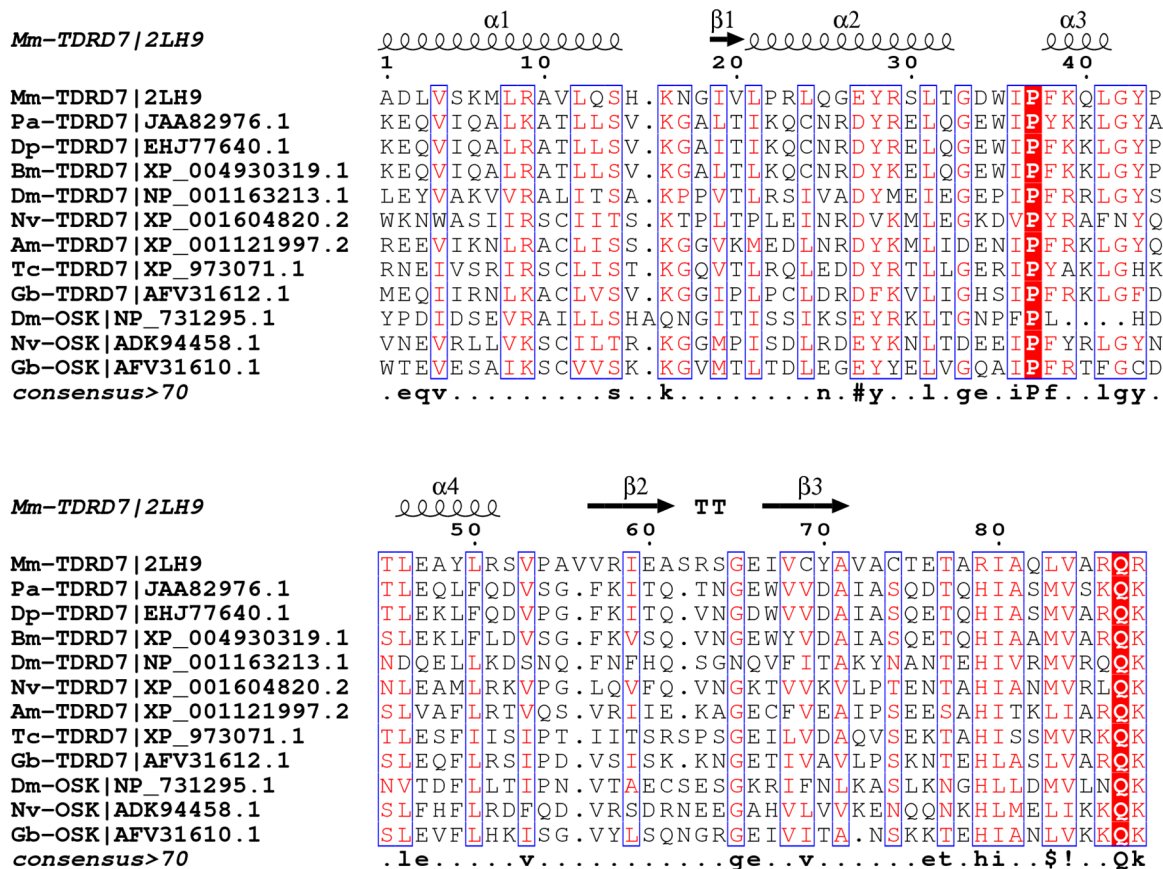 α1 β1 α2 α3
Mm-TDRD7|2LH9
1 10 20 30 40
Mm-TDRD7|2LH9 ADLVSKMLRAVLQSH.KNGIVLPRLQGEYRSLTGDWIPFKQLGYP
Pa-TDRD7|JAA82976.1 KEQVIQALKATLLSV.KGALTIKQCNRDYRELQGEWIPYKKLGYA
Dp-TDRD7|EHJ77640.1 KEQVIQALRATLLSV.KGAITIKQCNRDYRELQGEWIPYKKLGYP
Bm-TDRD7|XP_004930319.1 KEQVIQALRATLLSV.KGPVTLKQCNRDYKELQGEWIPYKKLGYP
Dm-TDRD7|NP_001163213.1 LEYVAKVVRALITSA.KPPVTLRSIVADYMEIEGEPIPFRRLGYS
Nv-TDRD7|XP_001604820.2 WKNWASIIRSCIITS.KTPLTPLEINRDVKMLEGKDVPYRAFNYQ
Am-TDRD7|XP_001121997.2 REEVIKNLRACLISS.KGGVKMEDLNRDYKMLIDENIPFRKLGYQ
Tc-TDRD7|XP_973071.1 RNEIVSRIRSCLIST.KGQVTLRQLEDDYRTLLGERIPYAKLGHK
Gb-TDRD7|AFV31612.1 MEQIIRNLKACLVSV.KGGIPLPCLDRDFKVLIGHSIPFRKLGFD
Dm-OSK|NP_731295.1 YPDIDSEVRAILLSHAQNGITISSIKSEYRKLTGNPFPL....HD
Nv-OSK|ADK94458.1 VNEVRLLVKSCILTR.KGGMPISDLRDEYKNLTDEEIPFYRLGYN
Gb-OSK|AFV31610.1 WTEVESAIKSCVVSK.KGVMTLTDLEGEYYELVGQAIPFRTFGCD
consensus>70 .eqv..........s..k........n.#y..l.ge.iPf..lgy.
α4 β2 TT β3
Mm-TDRD7|2LH9
50 60 70 80
Mm-TDRD7|2LH9 TLEAYLRSVPAVVRIEASRSGEIVCYAVACTETARIAQLVARQR
Pa-TDRD7|JAA82976.1 TLEQLFQDVSG.FKITQ.TNGEWVVDAIASQDTQHIASMVSKQK
Dp-TDRD7|EHJ77640.1 TLEKLFQDVPG.FKITQ.VNGDWVVDAIASQDTQHIASMVARQK
Bm-TDRD7|XP_004930319.1 SLEKLFLDVSG.FKVSQ.VNGEWYVDAIASQETQHIAAMVAKQK
Dm-TDRD7|NP_001163213.1 NDQELLKDSNQ.FNFHQ.SGNQVFITAKYNANTEHIVRMVRQQK
Nv-TDRD7|XP_001604820.2 NLEAMLRKVPG.LQVFQ.VNGKTVVKVLPTENTAHIANMVRLQK
Am-TDRD7|XP_001121997.2 SLVAFLRTVQS.VRIIE.KAGECFVEAIPSEESAHITKLIARQK
Tc-TDRD7|XP_973071.1 TLESFIISIPT.IITSRSPSGEILVDAQVSEKTAHISSMVRKQK
Gb-TDRD7|AFV31612.1 SLEQFLRSIPD.VSISK.KNGETIVAVLPSKNTEHLASLVARQK
Dm-OSK|NP_731295.1 NVTDFLLTIPN.VTAECSESGKRIFNLKASLKNGHLLDMVLNQK
Nv-OSK|ADK94458.1 SLFHFLRDFQD.VRSDRNEEGAHVLVVKENQQNKHLMELIKKQK
Gb-OSK|AFV31610.1 SLEVFLHKISG.VYLSQNGRGEIVITA.NSKKTEHIANLVKKQK
consensus>70 .le.....v...........ge..v......et.hi..$!..Qk